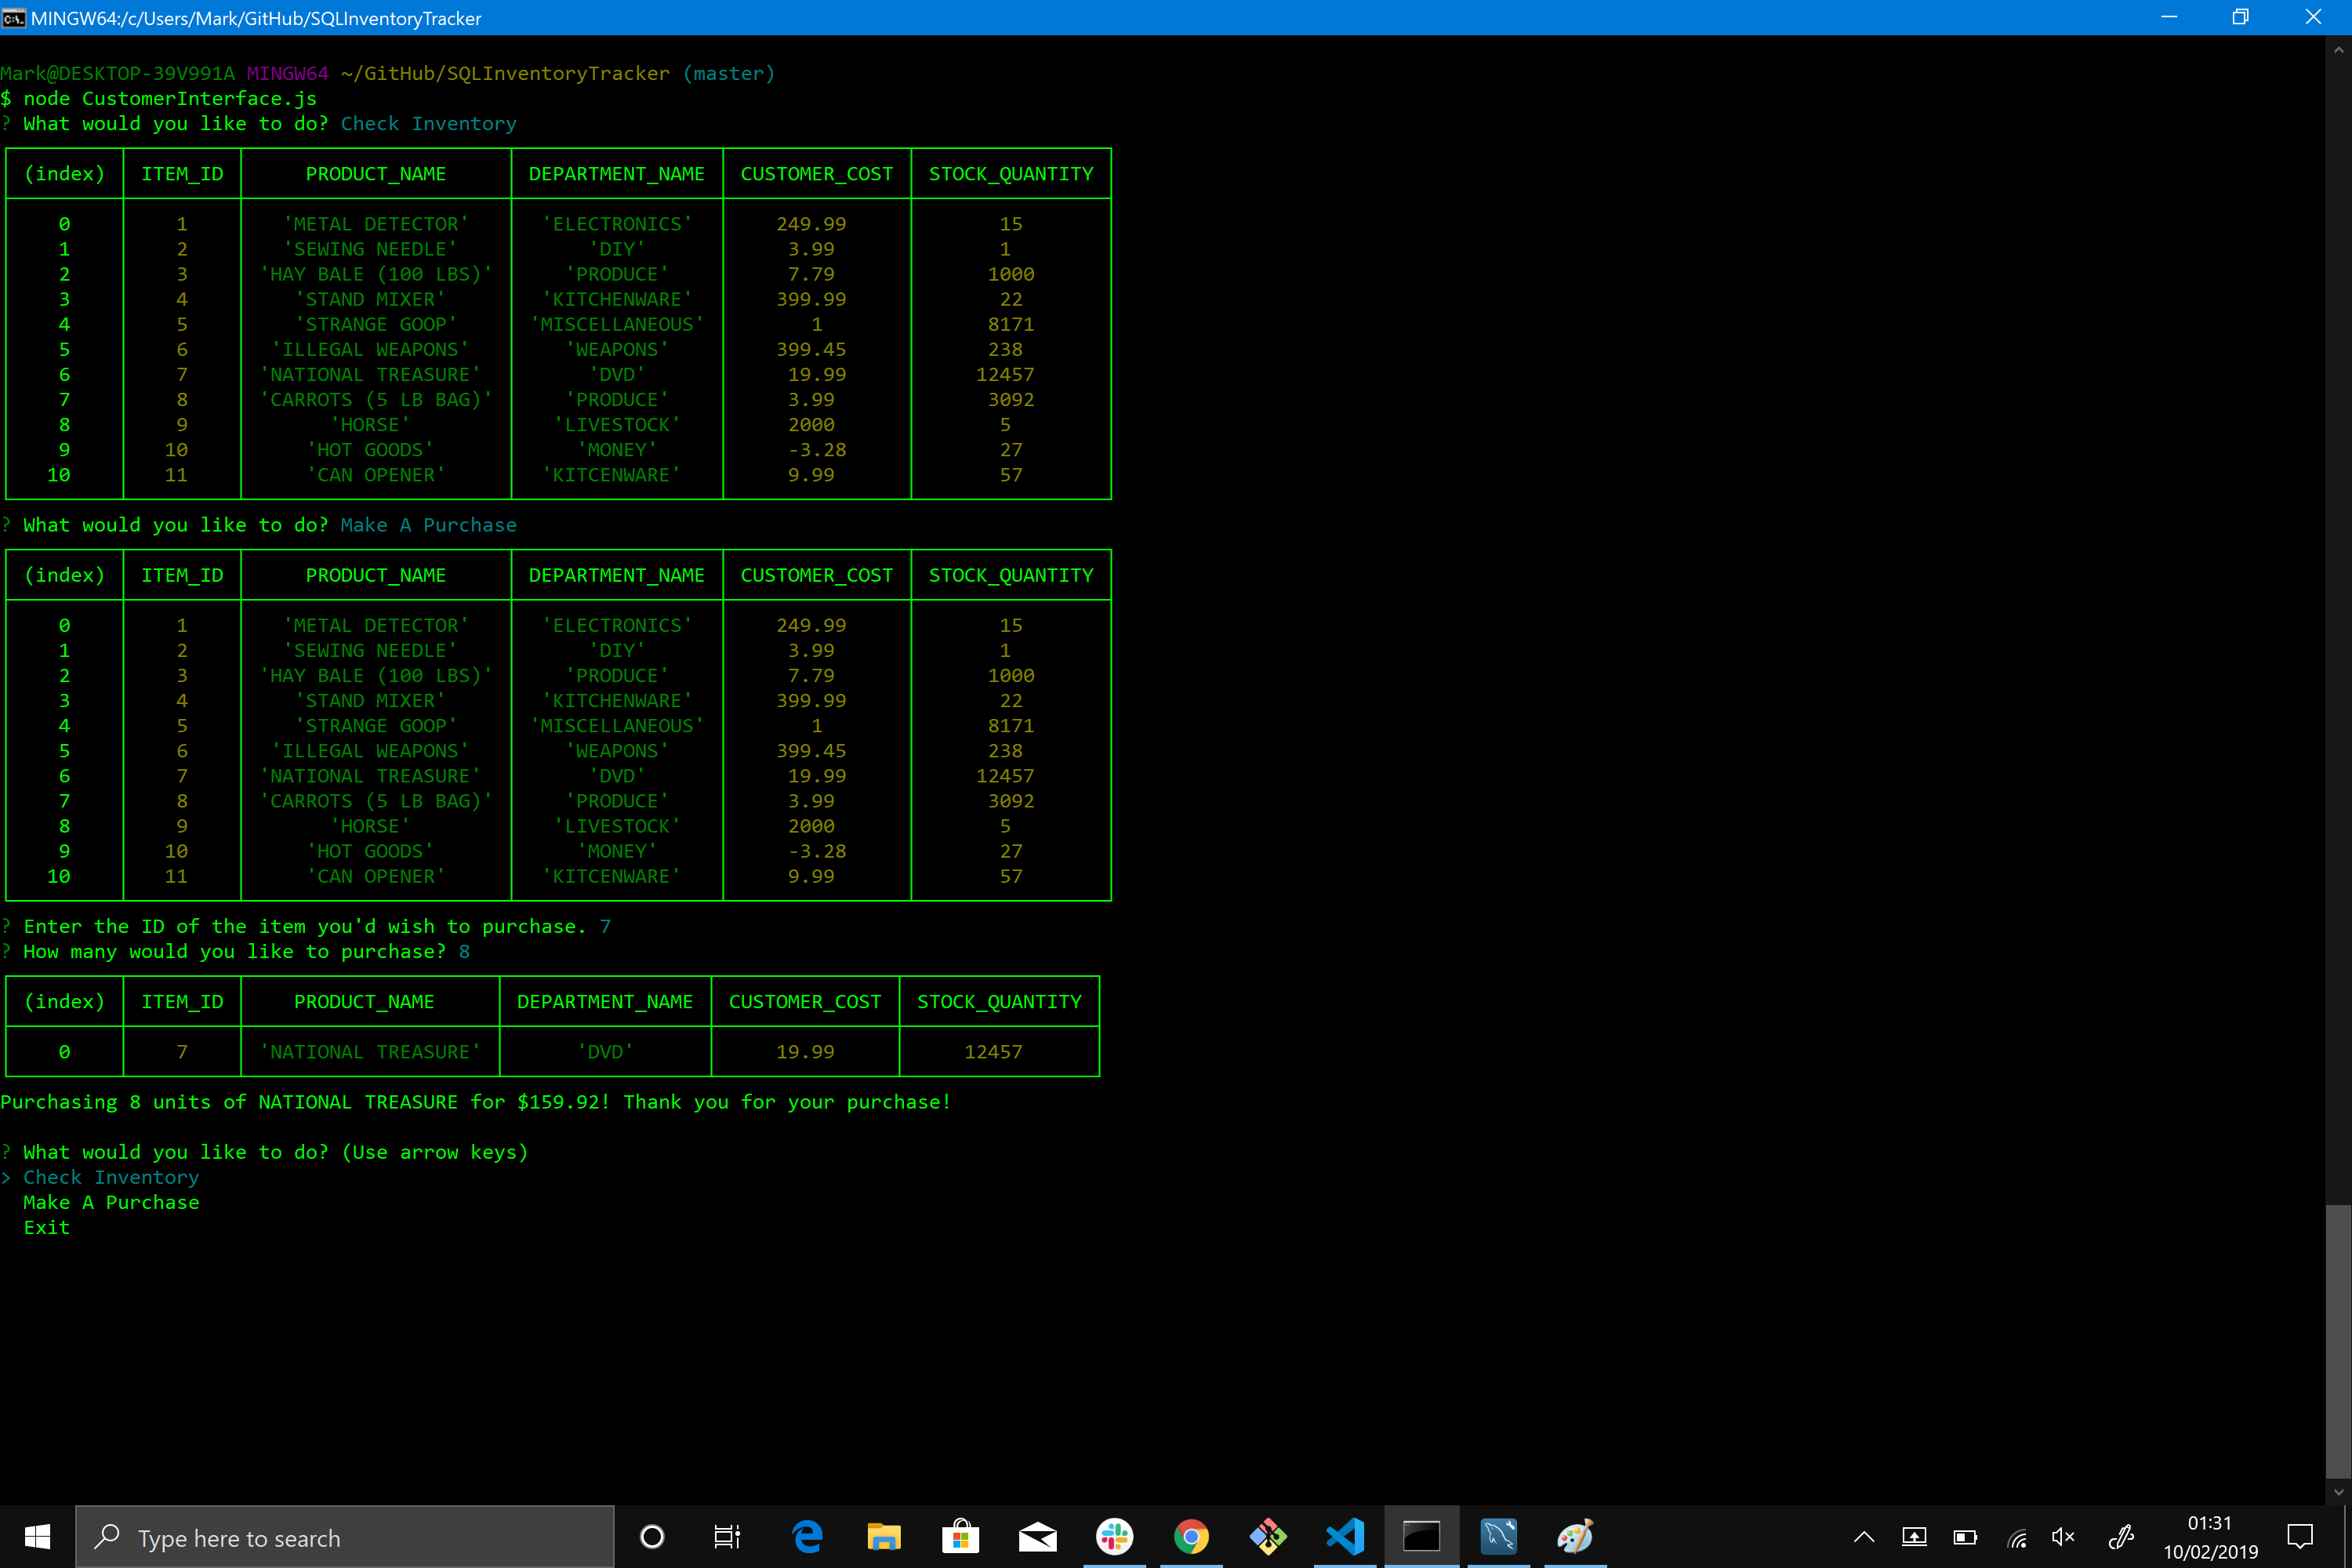 MINGW64:/c/Users/Mark/GitHub/SQLInventoryTracker
Mark@DESKTOP-39V991A MINGW64 ~/GitHub/SQLInventoryTracker (master)
$ node CustomerInterface.js
? What would you like to do? Check Inventory
(index) ITEM_ID PRODUCT_NAME DEPARTMENT_NAME CUSTOMER_COST STOCK_QUANTITY
0 1 'METAL DETECTOR' 'ELECTRONICS' 249.99 15
1 2 'SEWING NEEDLE' 'DIY' 3.99 1
2 3 'HAY BALE (100 LBS)' 'PRODUCE' 7.79 1000
3 4 'STAND MIXER' 'KITCHENWARE' 399.99 22
4 5 'STRANGE GOOP' 'MISCELLANEOUS' 1 8171
5 6 'ILLEGAL WEAPONS' 'WEAPONS' 399.45 238
6 7 'NATIONAL TREASURE' 'DVD' 19.99 12457
7 8 'CARROTS (5 LB BAG)' 'PRODUCE' 3.99 3092
8 9 'HORSE' 'LIVESTOCK' 2000 5
9 10 'HOT GOODS' 'MONEY' -3.28 27
10 11 'CAN OPENER' 'KITCENWARE' 9.99 57
? What would you like to do? Make A Purchase
(index) ITEM_ID PRODUCT_NAME DEPARTMENT_NAME CUSTOMER_COST STOCK_QUANTITY
0 1 'METAL DETECTOR' 'ELECTRONICS' 249.99 15
1 2 'SEWING NEEDLE' 'DIY' 3.99 1
2 3 'HAY BALE (100 LBS)' 'PRODUCE' 7.79 1000
3 4 'STAND MIXER' 'KITCHENWARE' 399.99 22
4 5 'STRANGE GOOP' 'MISCELLANEOUS' 1 8171
5 6 'ILLEGAL WEAPONS' 'WEAPONS' 399.45 238
6 7 'NATIONAL TREASURE' 'DVD' 19.99 12457
7 8 'CARROTS (5 LB BAG)' 'PRODUCE' 3.99 3092
8 9 'HORSE' 'LIVESTOCK' 2000 5
9 10 'HOT GOODS' 'MONEY' -3.28 27
10 11 'CAN OPENER' 'KITCENWARE' 9.99 57
? Enter the ID of the item you'd wish to purchase. 7
? How many would you like to purchase? 8
(index) ITEM_ID PRODUCT_NAME DEPARTMENT_NAME CUSTOMER_COST STOCK_QUANTITY
0 7 'NATIONAL TREASURE' 'DVD' 19.99 12457
Purchasing 8 units of NATIONAL TREASURE for $159.92! Thank you for your purchase!
? What would you like to do? (Use arrow keys)
> Check Inventory
Make A Purchase
Exit
Type here to search
01:31
10/02/2019